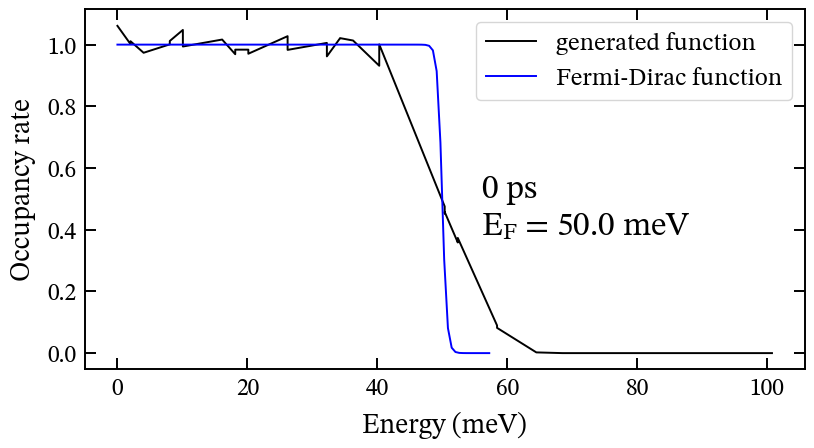 generated function
Fermi-Dirac function
0 ps
E_F = 50.0 meV
Occupancy rate
1.0
0.8
0.6
0.4
0.2
0.0
0 20 40 60 80 100
Energy (meV)